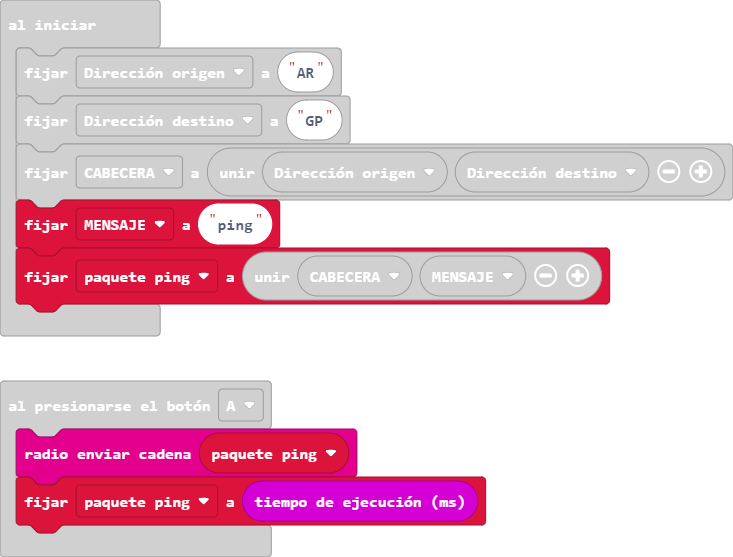 al iniciar
fijar Dirección origen a "AR"
fijar Dirección destino a "GP"
fijar CABECERA a unir Dirección origen Dirección destino
fijar MENSAJE a "ping"
fijar paquete ping a unir CABECERA MENSAJE
al presionarse el botón A
radio enviar cadena paquete ping
fijar paquete ping a tiempo de ejecución (ms)